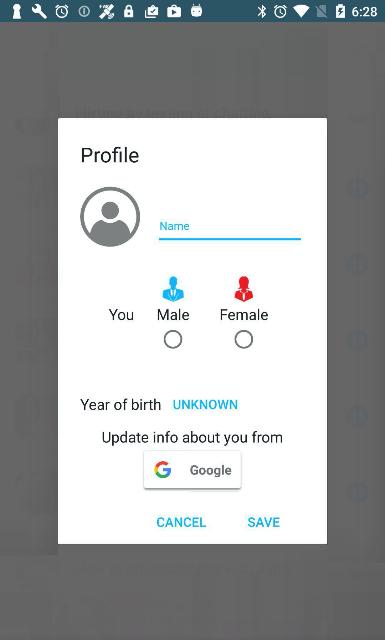 6:28
Profile
Name
You Male Female
Year of birth UNKNOWN
Update info about you from
Google
CANCEL SAVE